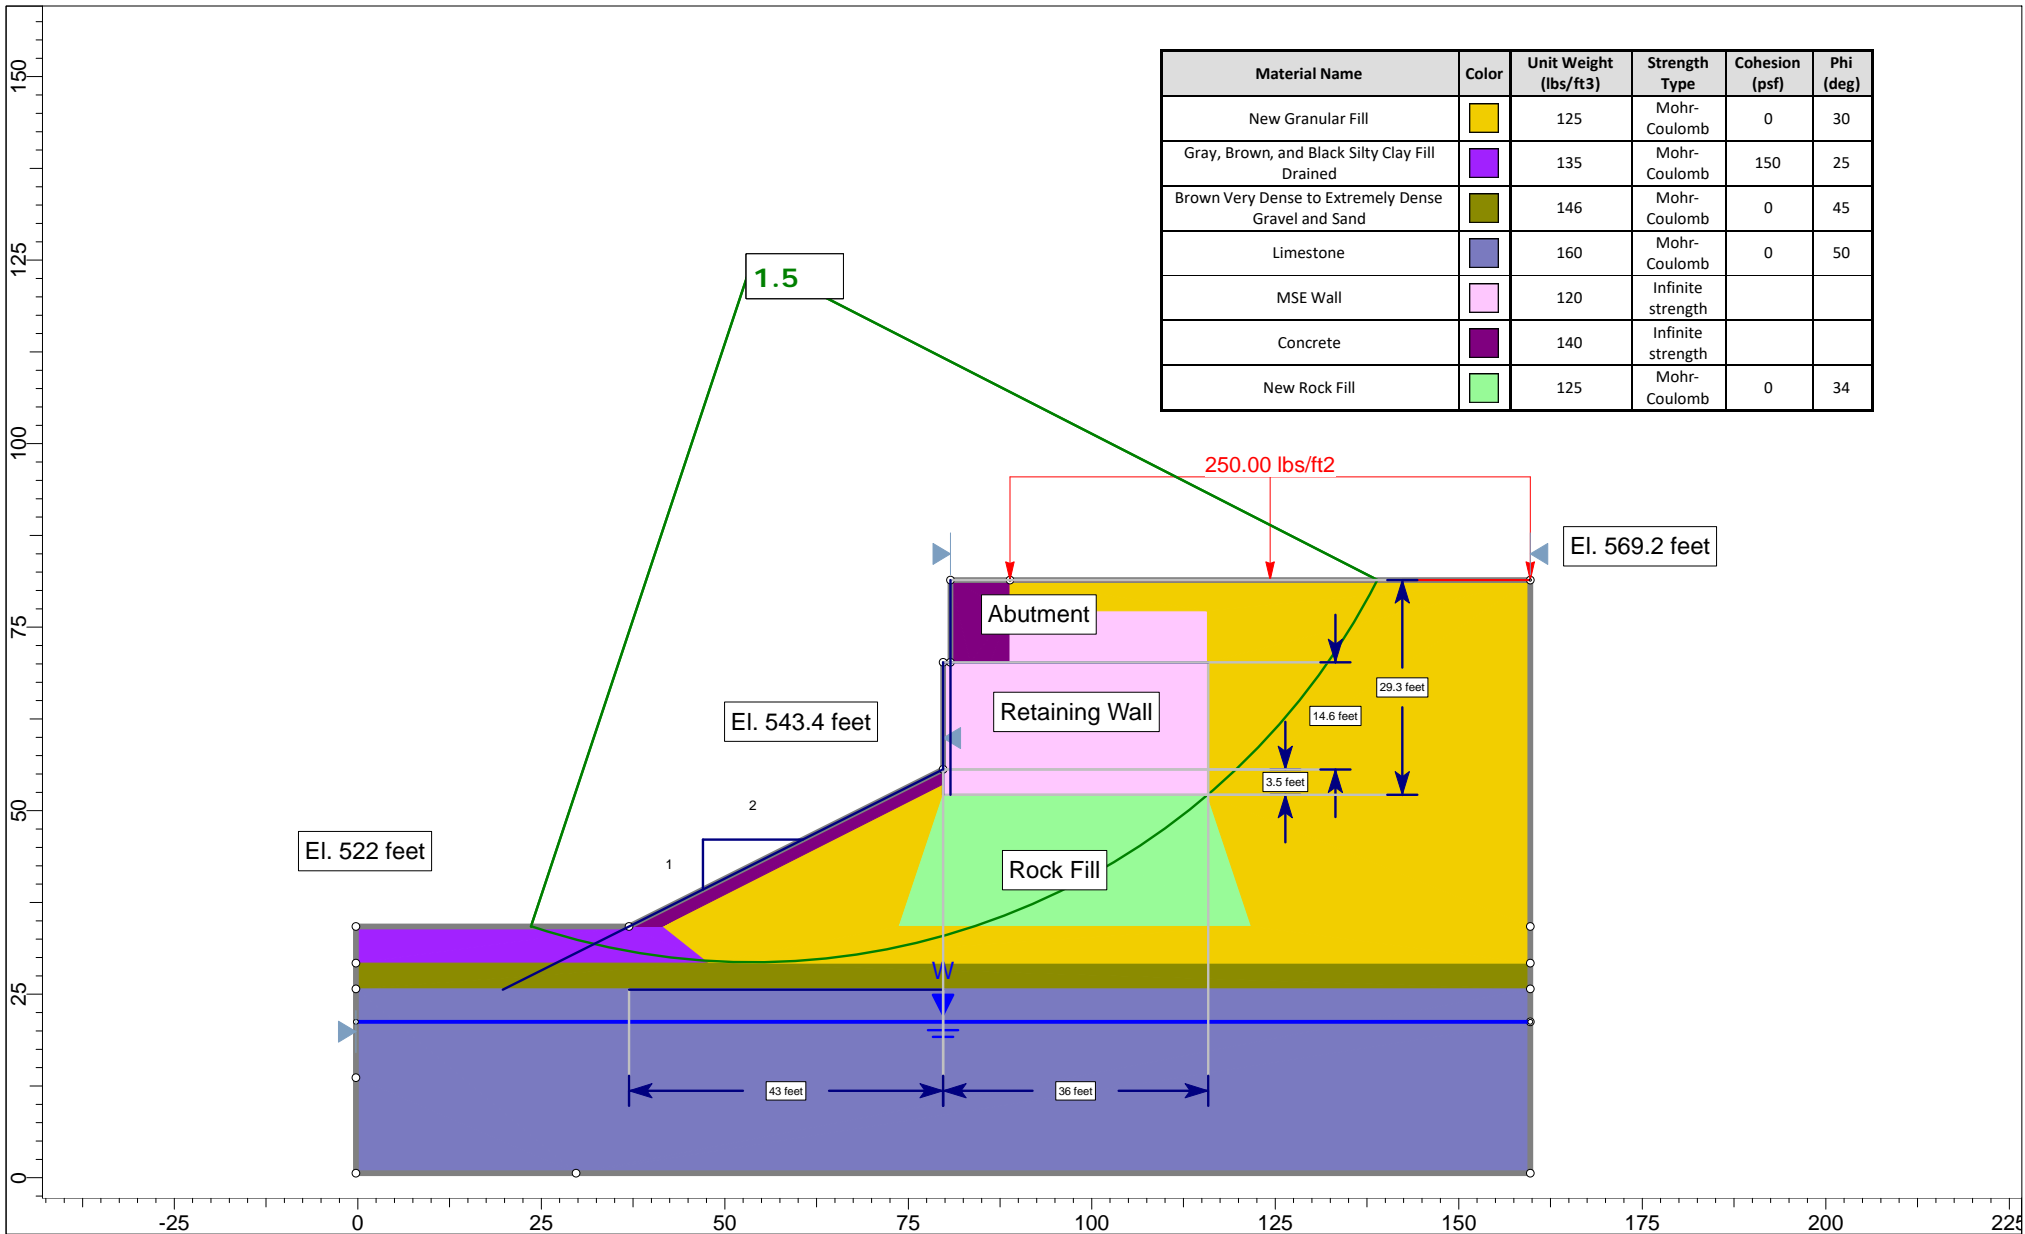 Material Name Color Unit Weight (lbs/ft3) Strength Type Cohesion (psf) Phi (deg)
New Granular Fill 125 Mohr-Coulomb 0 30
Gray, Brown, and Black Silty Clay Fill Drained 135 Mohr-Coulomb 150 25
Brown Very Dense to Extremely Dense Gravel and Sand 146 Mohr-Coulomb 0 45
Limestone 160 Mohr-Coulomb 0 50
MSE Wall 120 Infinite strength
Concrete 140 Infinite strength
New Rock Fill 125 Mohr-Coulomb 0 34
1.5
250.00 lbs/ft2
El. 569.2 feet
Abutment
29.3 feet
Retaining Wall
14.6 feet
El. 543.4 feet
3.5 feet
2
1
El. 522 feet
Rock Fill
W
43 feet
36 feet
150
125
100
75
50
25
0
-25 0 25 50 75 100 125 150 175 200 225